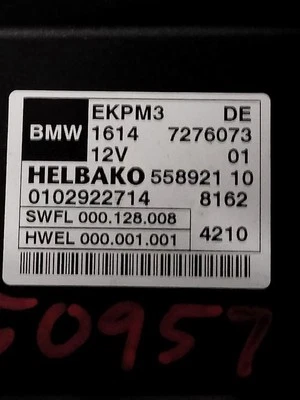 BMW
EKPM3 DE
1614 7276073
12V 01
HELBAKO 558921 10
0102922714 8162
SWFL 000.128.008
HWEL 000.001.001
4210
50957